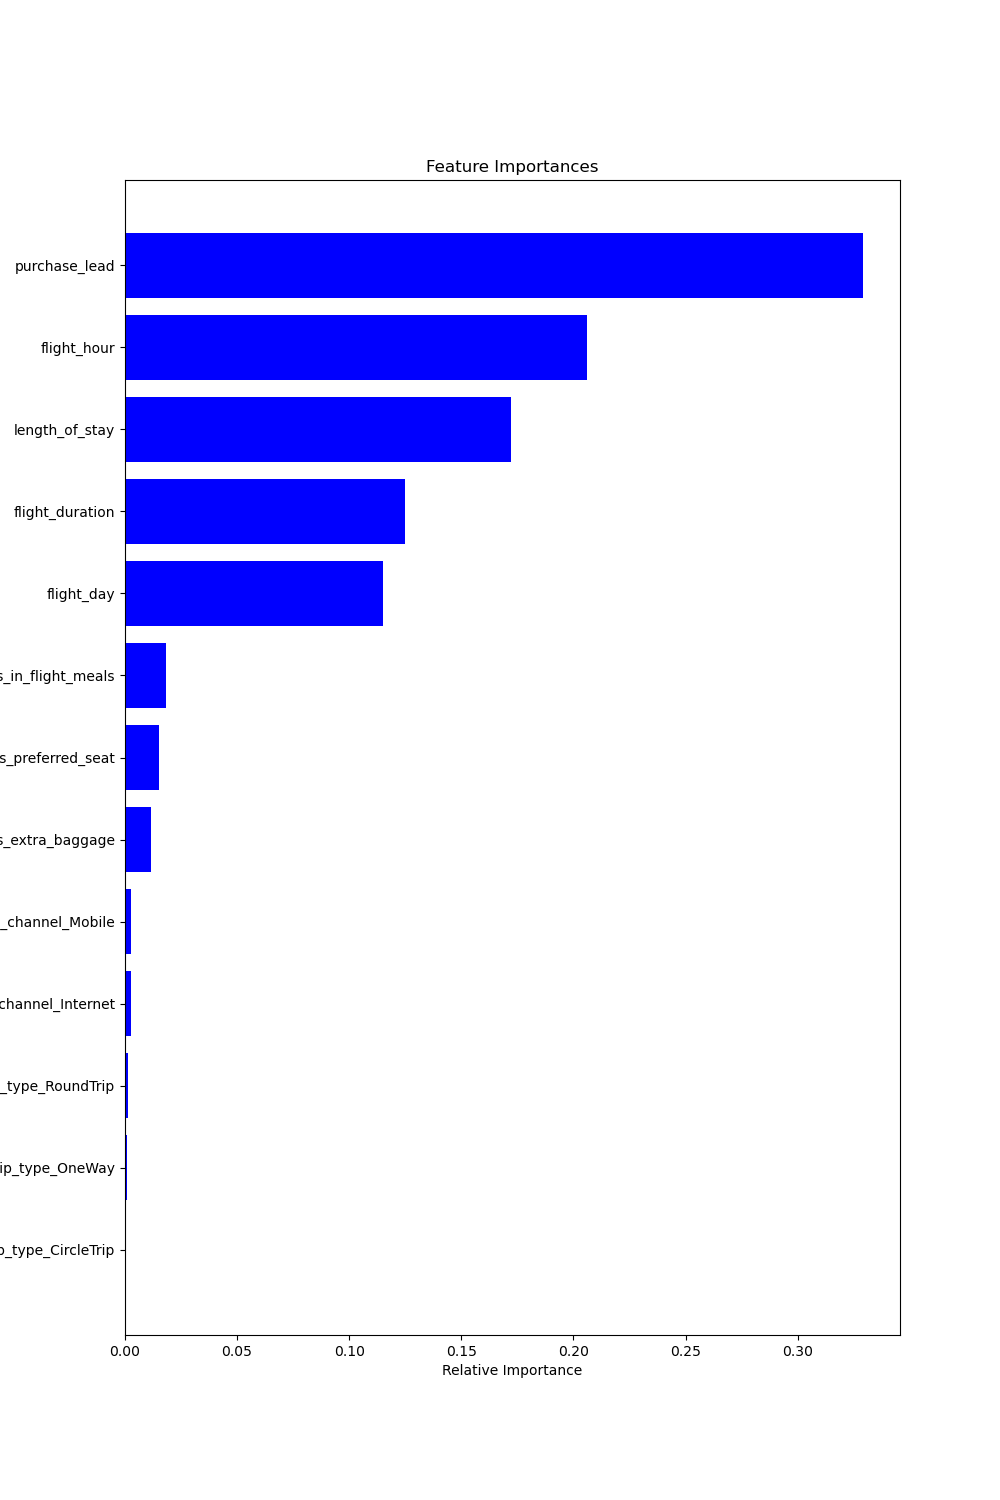 Feature Importances
purchase_lead
flight_hour
length_of_stay
flight_duration
flight_day
s_in_flight_meals
s_preferred_seat
s_extra_baggage
_channel_Mobile
channel_Internet
_type_RoundTrip
ip_type_OneWay
p_type_CircleTrip
0.00 0.05 0.10 0.15 0.20 0.25 0.30
Relative Importance